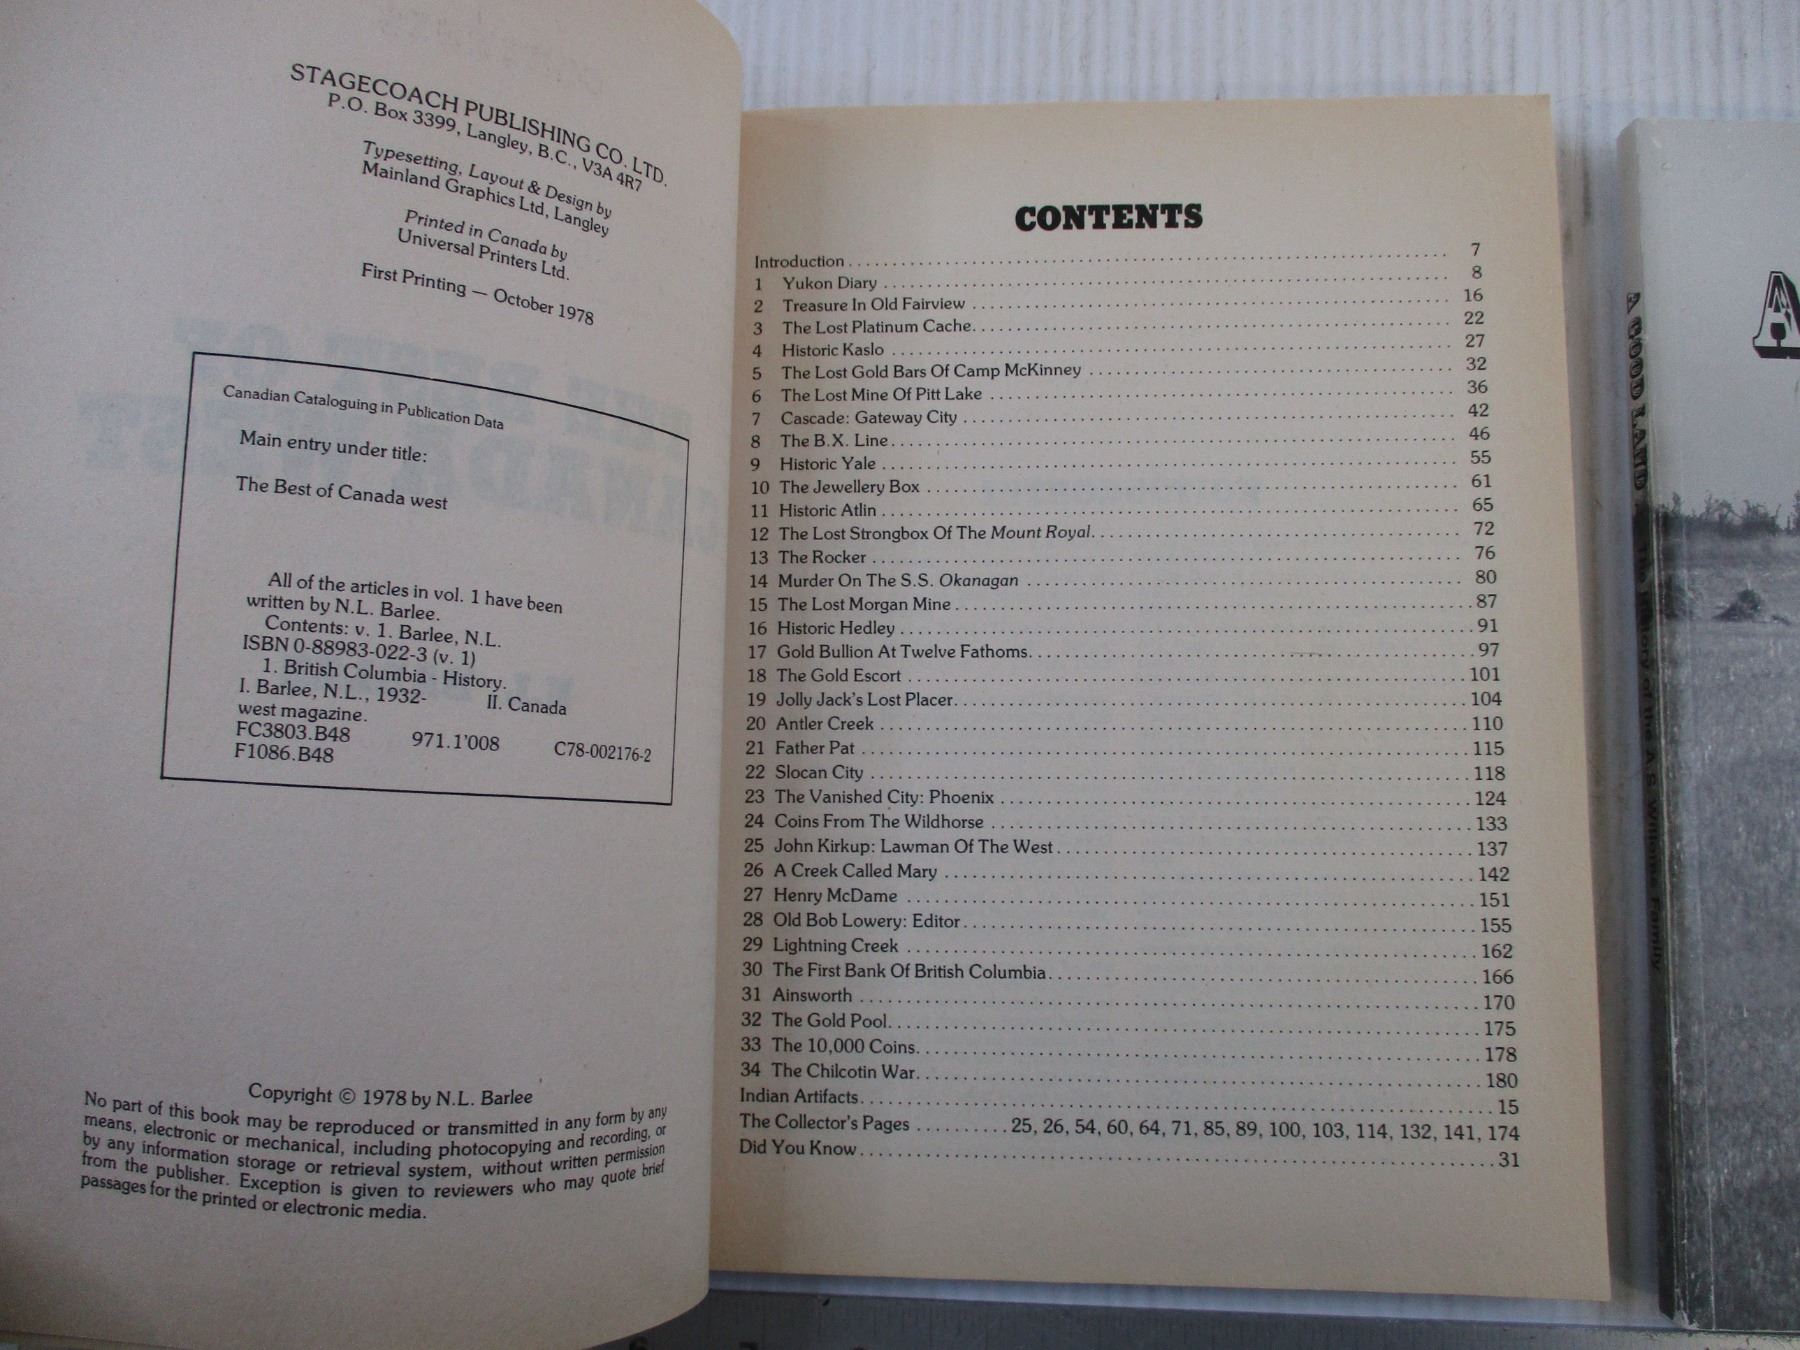 STAGECOACH PUBLISHING CO. LTD.
P.O. Box 3399, Langley, B.C., V3A 4R7
Typesetting, Layout & Design by
Mainland Graphics Ltd, Langley
Printed in Canada by
Universal Printers Ltd.
First Printing — October 1978
Canadian Cataloguing in Publication Data
Main entry under title:
The Best of Canada west
All of the articles in vol. 1 have been
written by N.L. Barlee.
Contents: v. 1. Barlee, N.L.
ISBN 0-88983-022-3 (v. 1)
1. British Columbia - History.
I. Barlee, N.L., 1932- II. Canada
west magazine.
FC3803.B48 971.1'008 C78-002176-2
F1086.B48
Copyright © 1978 by N.L. Barlee
No part of this book may be reproduced or transmitted in any form by any
means, electronic or mechanical, including photocopying and recording, or
by any information storage or retrieval system, without written permission
from the publisher. Exception is given to reviewers who may quote brief
passages for the printed or electronic media.
CONTENTS
Introduction 7
1 Yukon Diary 8
2 Treasure In Old Fairview 16
3 The Lost Platinum Cache 22
4 Historic Kaslo 27
5 The Lost Gold Bars Of Camp McKinney 32
6 The Lost Mine Of Pitt Lake 36
7 Cascade: Gateway City 42
8 The B.X. Line 46
9 Historic Yale 55
10 The Jewellery Box 61
11 Historic Atlin 65
12 The Lost Strongbox Of The Mount Royal 72
13 The Rocker 76
14 Murder On The S.S. Okanagan 80
15 The Lost Morgan Mine 87
16 Historic Hedley 91
17 Gold Bullion At Twelve Fathoms 97
18 The Gold Escort 101
19 Jolly Jack's Lost Placer 104
20 Antler Creek 110
21 Father Pat 115
22 Slocan City 118
23 The Vanished City: Phoenix 124
24 Coins From The Wildhorse 133
25 John Kirkup: Lawman Of The West 137
26 A Creek Called Mary 142
27 Henry McDame 151
28 Old Bob Lowery: Editor 155
29 Lightning Creek 162
30 The First Bank Of British Columbia 166
31 Ainsworth 170
32 The Gold Pool 175
33 The 10,000 Coins 178
34 The Chilcotin War 180
Indian Artifacts 15
The Collector's Pages 25, 26, 54, 60, 64, 71, 85, 89, 100, 103, 114, 132, 141, 174
Did You Know 31
A GOOD LAND The Story of the A.S. Williams Family
A